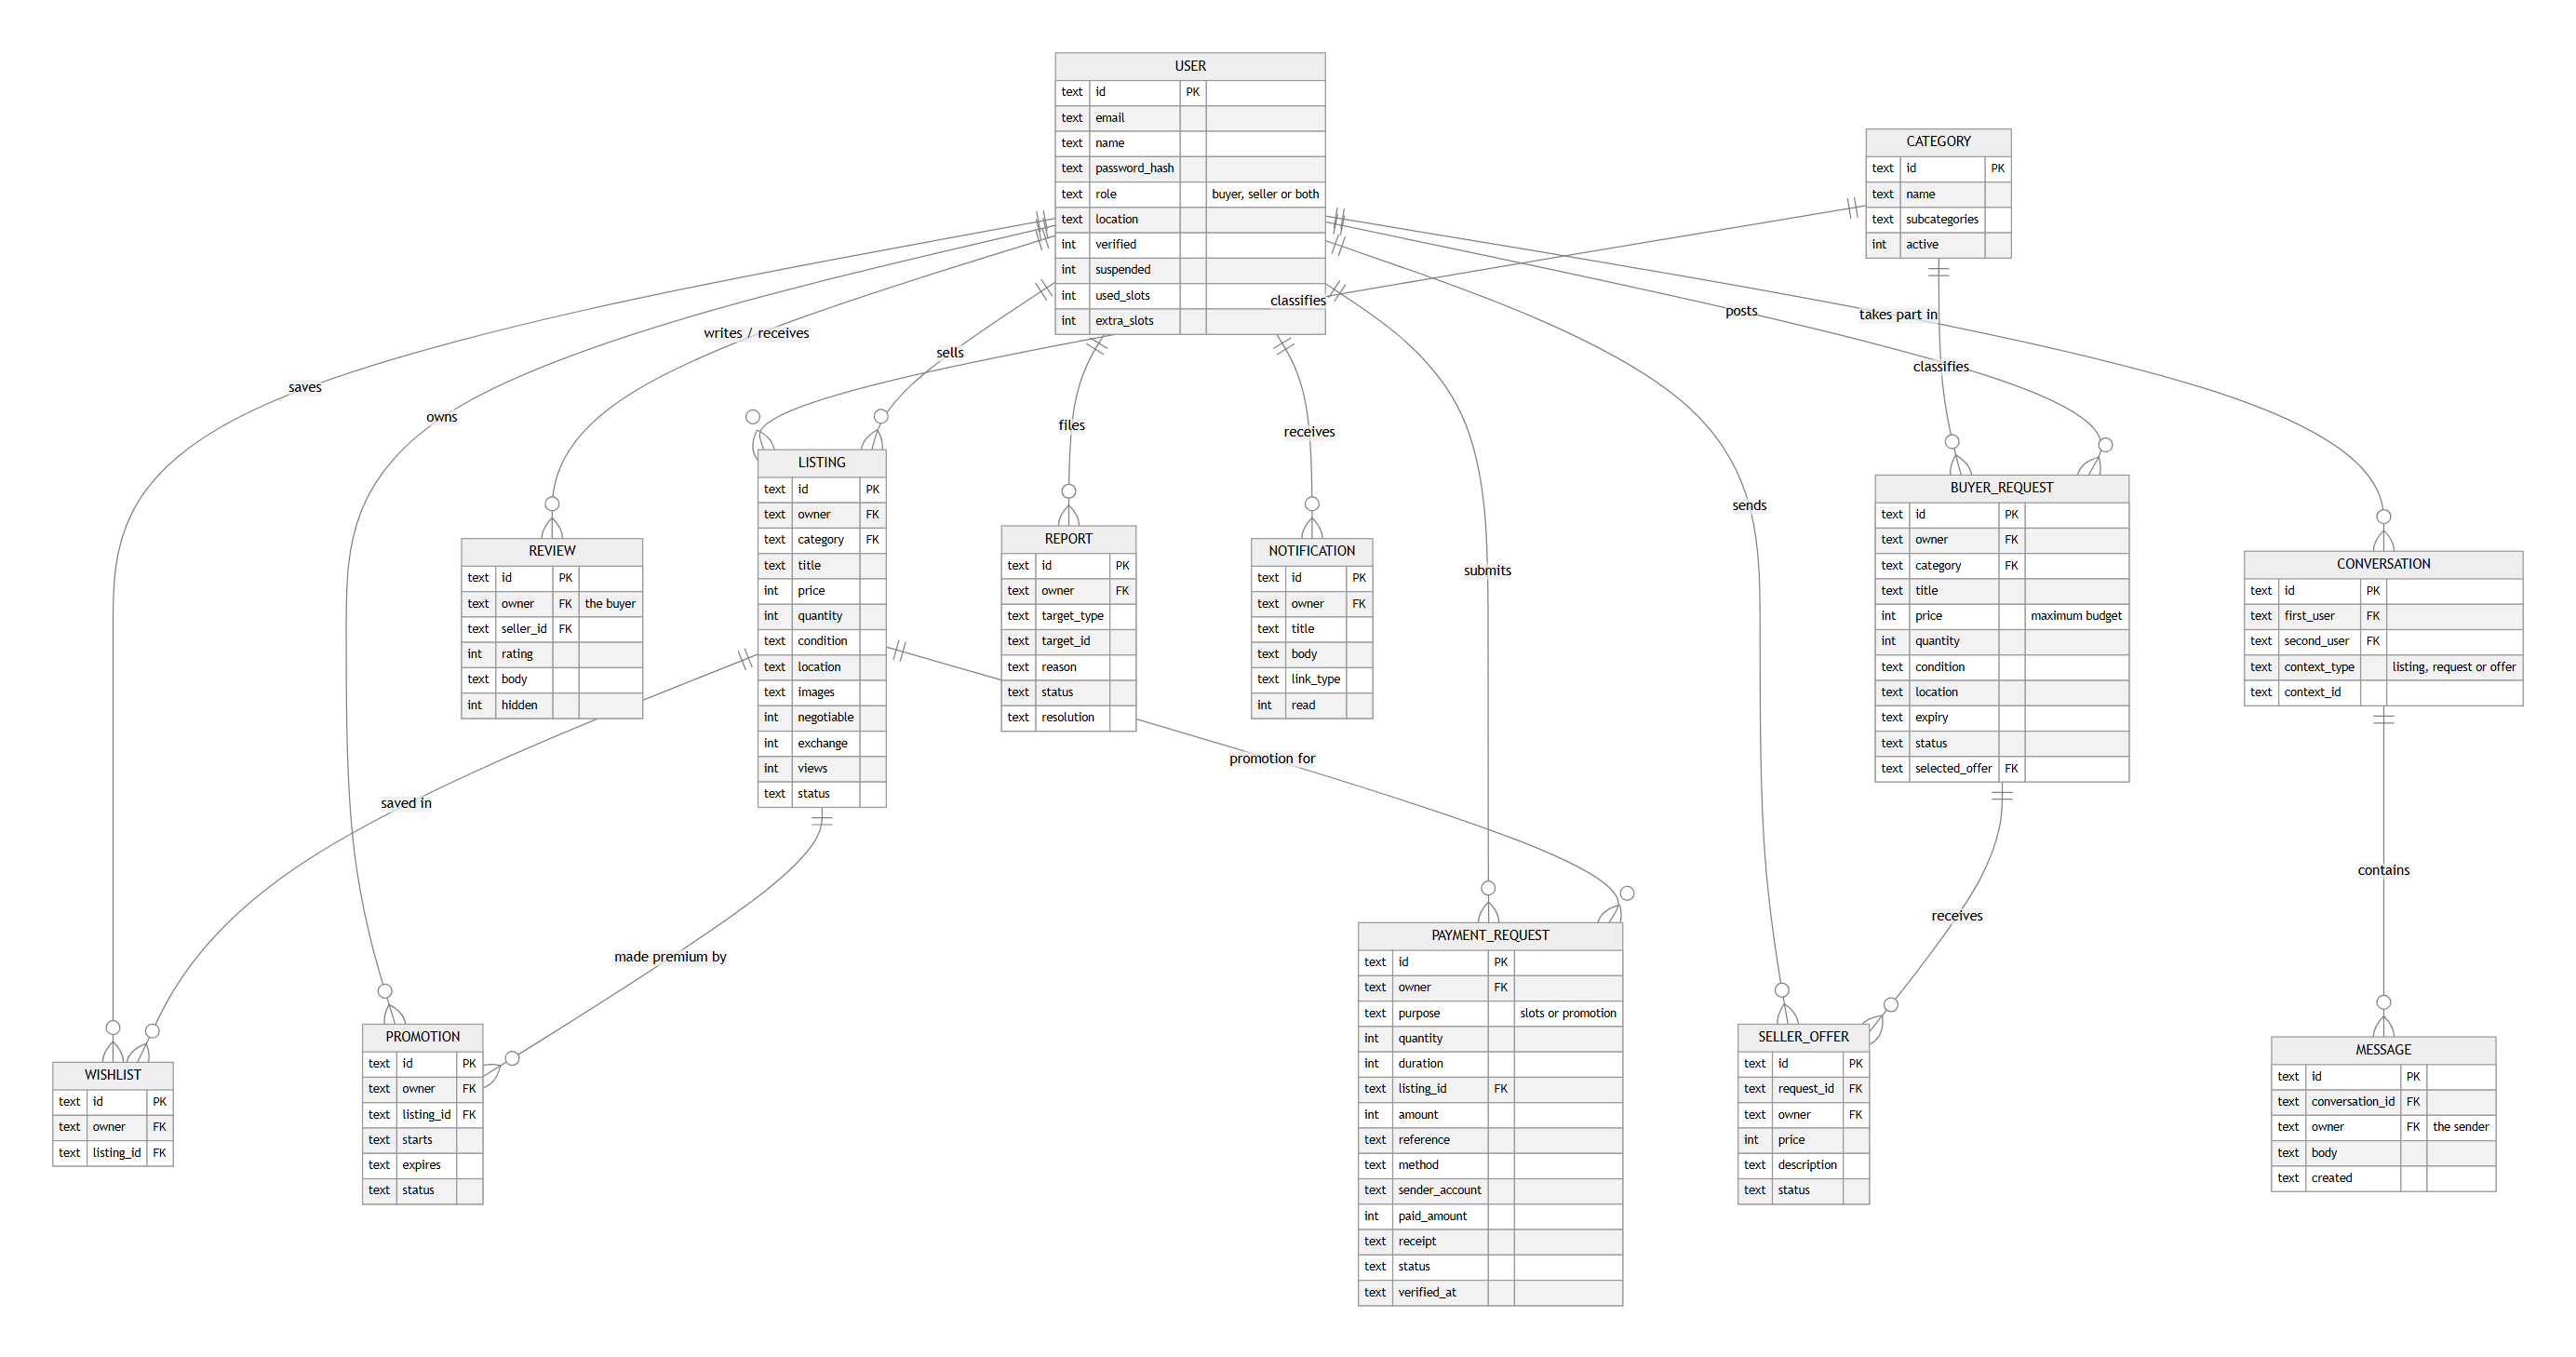 USER
text id PK
text email
text name
text password_hash
text role buyer, seller or both
text location
int verified
int suspended
int used_slots
int extra_slots
CATEGORY
text id PK
text name
text subcategories
int active
classifies
posts
takes part in
writes / receives
sells
classifies
saves
owns
files
receives
sends
submits
LISTING
text id PK
text owner FK
text category FK
text title
int price
int quantity
text condition
text location
text images
int negotiable
int exchange
int views
text status
REVIEW
text id PK
text owner FK the buyer
text seller_id FK
int rating
text body
int hidden
REPORT
text id PK
text owner FK
text target_type
text target_id
text reason
text status
text resolution
NOTIFICATION
text id PK
text owner FK
text title
text body
text link_type
int read
BUYER_REQUEST
text id PK
text owner FK
text category FK
text title
int price maximum budget
int quantity
text condition
text location
text expiry
text status
text selected_offer FK
CONVERSATION
text id PK
text first_user FK
text second_user FK
text context_type listing, request or offer
text context_id
promotion for
saved in
contains
receives
made premium by
WISHLIST
text id PK
text owner FK
text listing_id FK
PROMOTION
text id PK
text owner FK
text listing_id FK
text starts
text expires
text status
PAYMENT_REQUEST
text id PK
text owner FK
text purpose slots or promotion
int quantity
int duration
text listing_id FK
int amount
text reference
text method
text sender_account
int paid_amount
text receipt
text status
text verified_at
SELLER_OFFER
text id PK
text request_id FK
text owner FK
int price
text description
text status
MESSAGE
text id PK
text conversation_id FK
text owner FK the sender
text body
text created